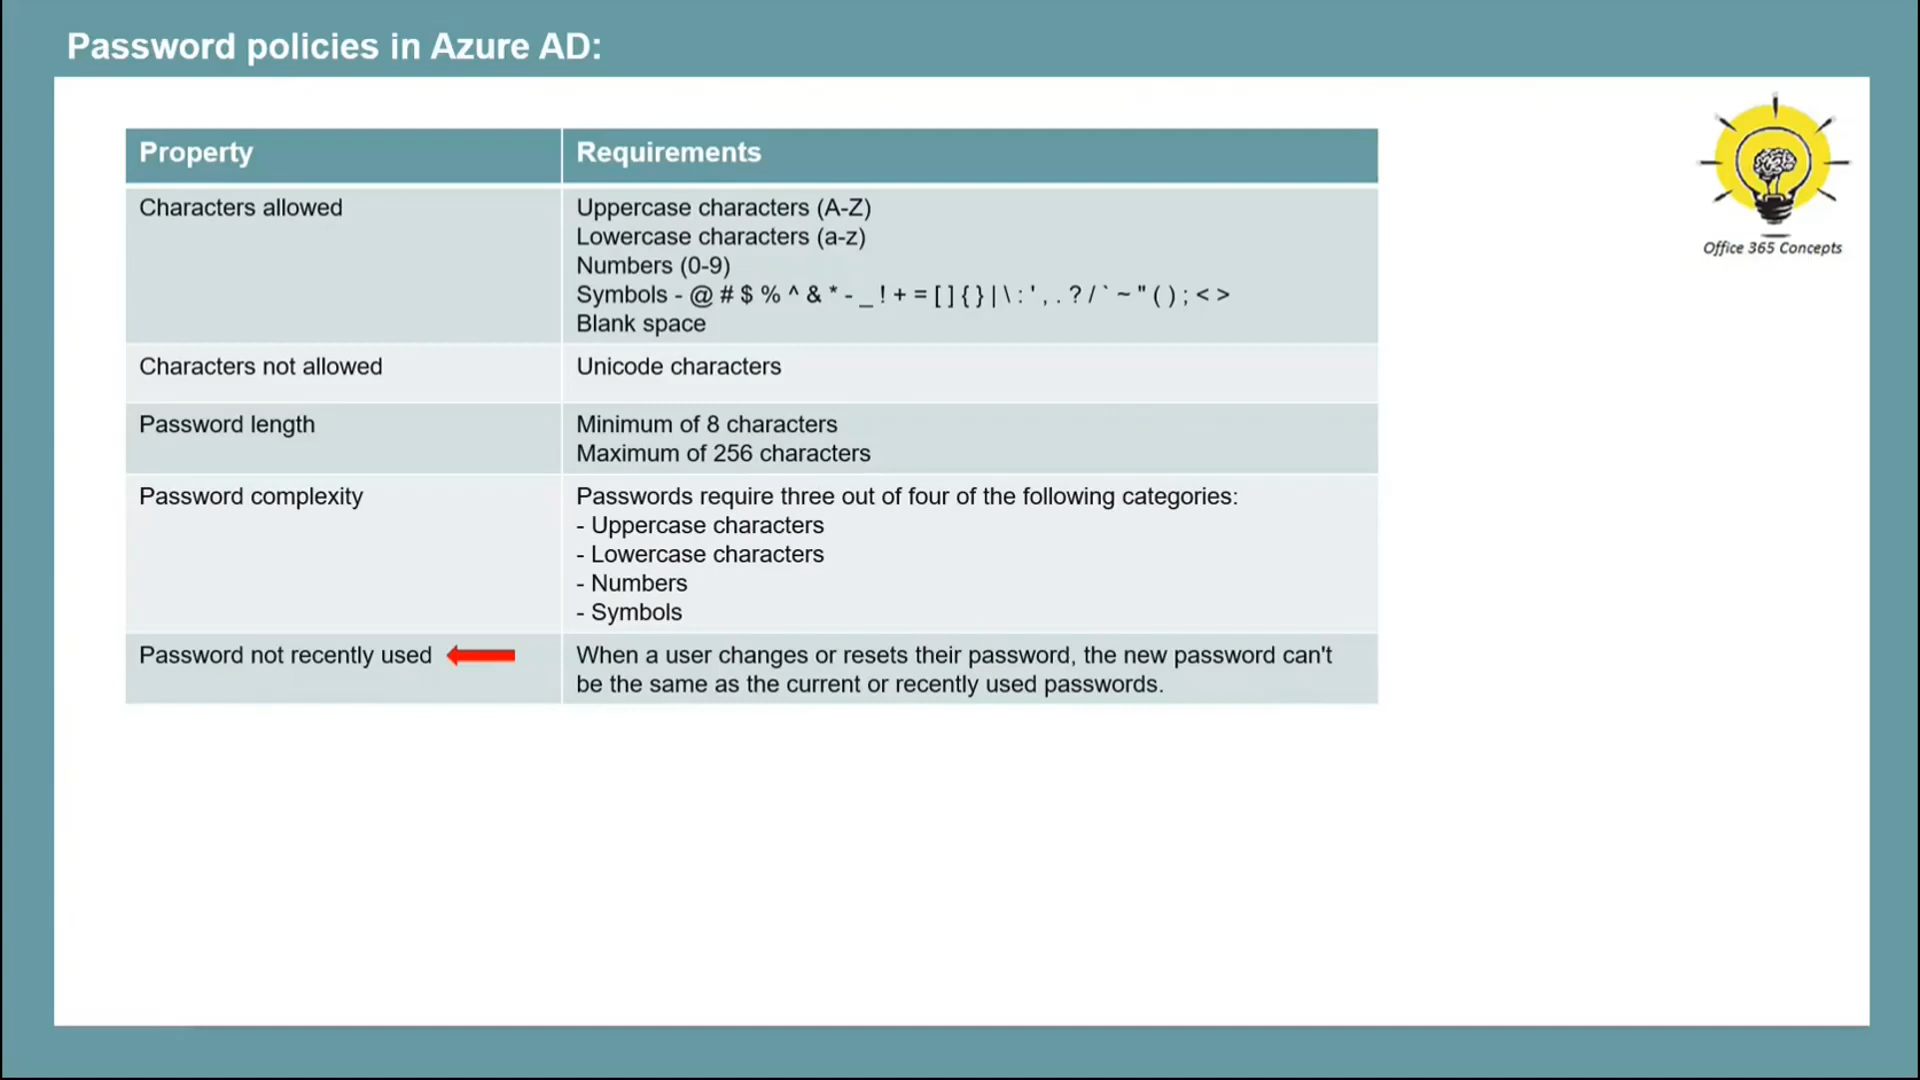 Password policies in Azure AD:
Office 365 Concepts
Property
Requirements
Characters allowed
Uppercase characters (A-Z)
Lowercase characters (a-z)
Numbers (0-9)
Symbols - @ # $ % ^ & * - _ ! + = [ ] { } | \ : ' , . ? / ` ~ " ( ) ; < >
Blank space
Characters not allowed
Unicode characters
Password length
Minimum of 8 characters
Maximum of 256 characters
Password complexity
Passwords require three out of four of the following categories:
- Uppercase characters
- Lowercase characters
- Numbers
- Symbols
Password not recently used
When a user changes or resets their password, the new password can't
be the same as the current or recently used passwords.